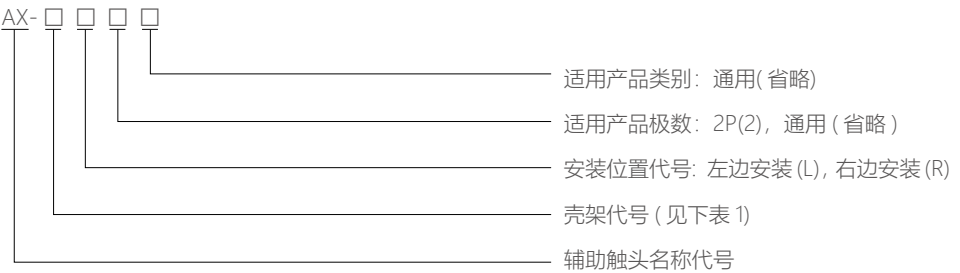 AX-□ □ □ □
适用产品类别：通用( 省略)
适用产品极数：2P(2)，通用 ( 省略 )
安装位置代号: 左边安装 (L), 右边安装 (R)
壳架代号 ( 见下表 1)
辅助触头名称代号